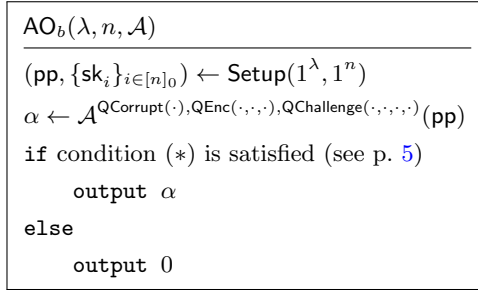 AO_b(λ, n, 𝒜)
(pp, {sk_i}_{i∈[n]_0}) ← Setup(1^λ, 1^n)
α ← 𝒜^{QCorrupt(·),QEnc(·,·,·),QChallenge(·,·,·,·)}(pp)
if condition (∗) is satisfied (see p. 5)
output α
else
output 0